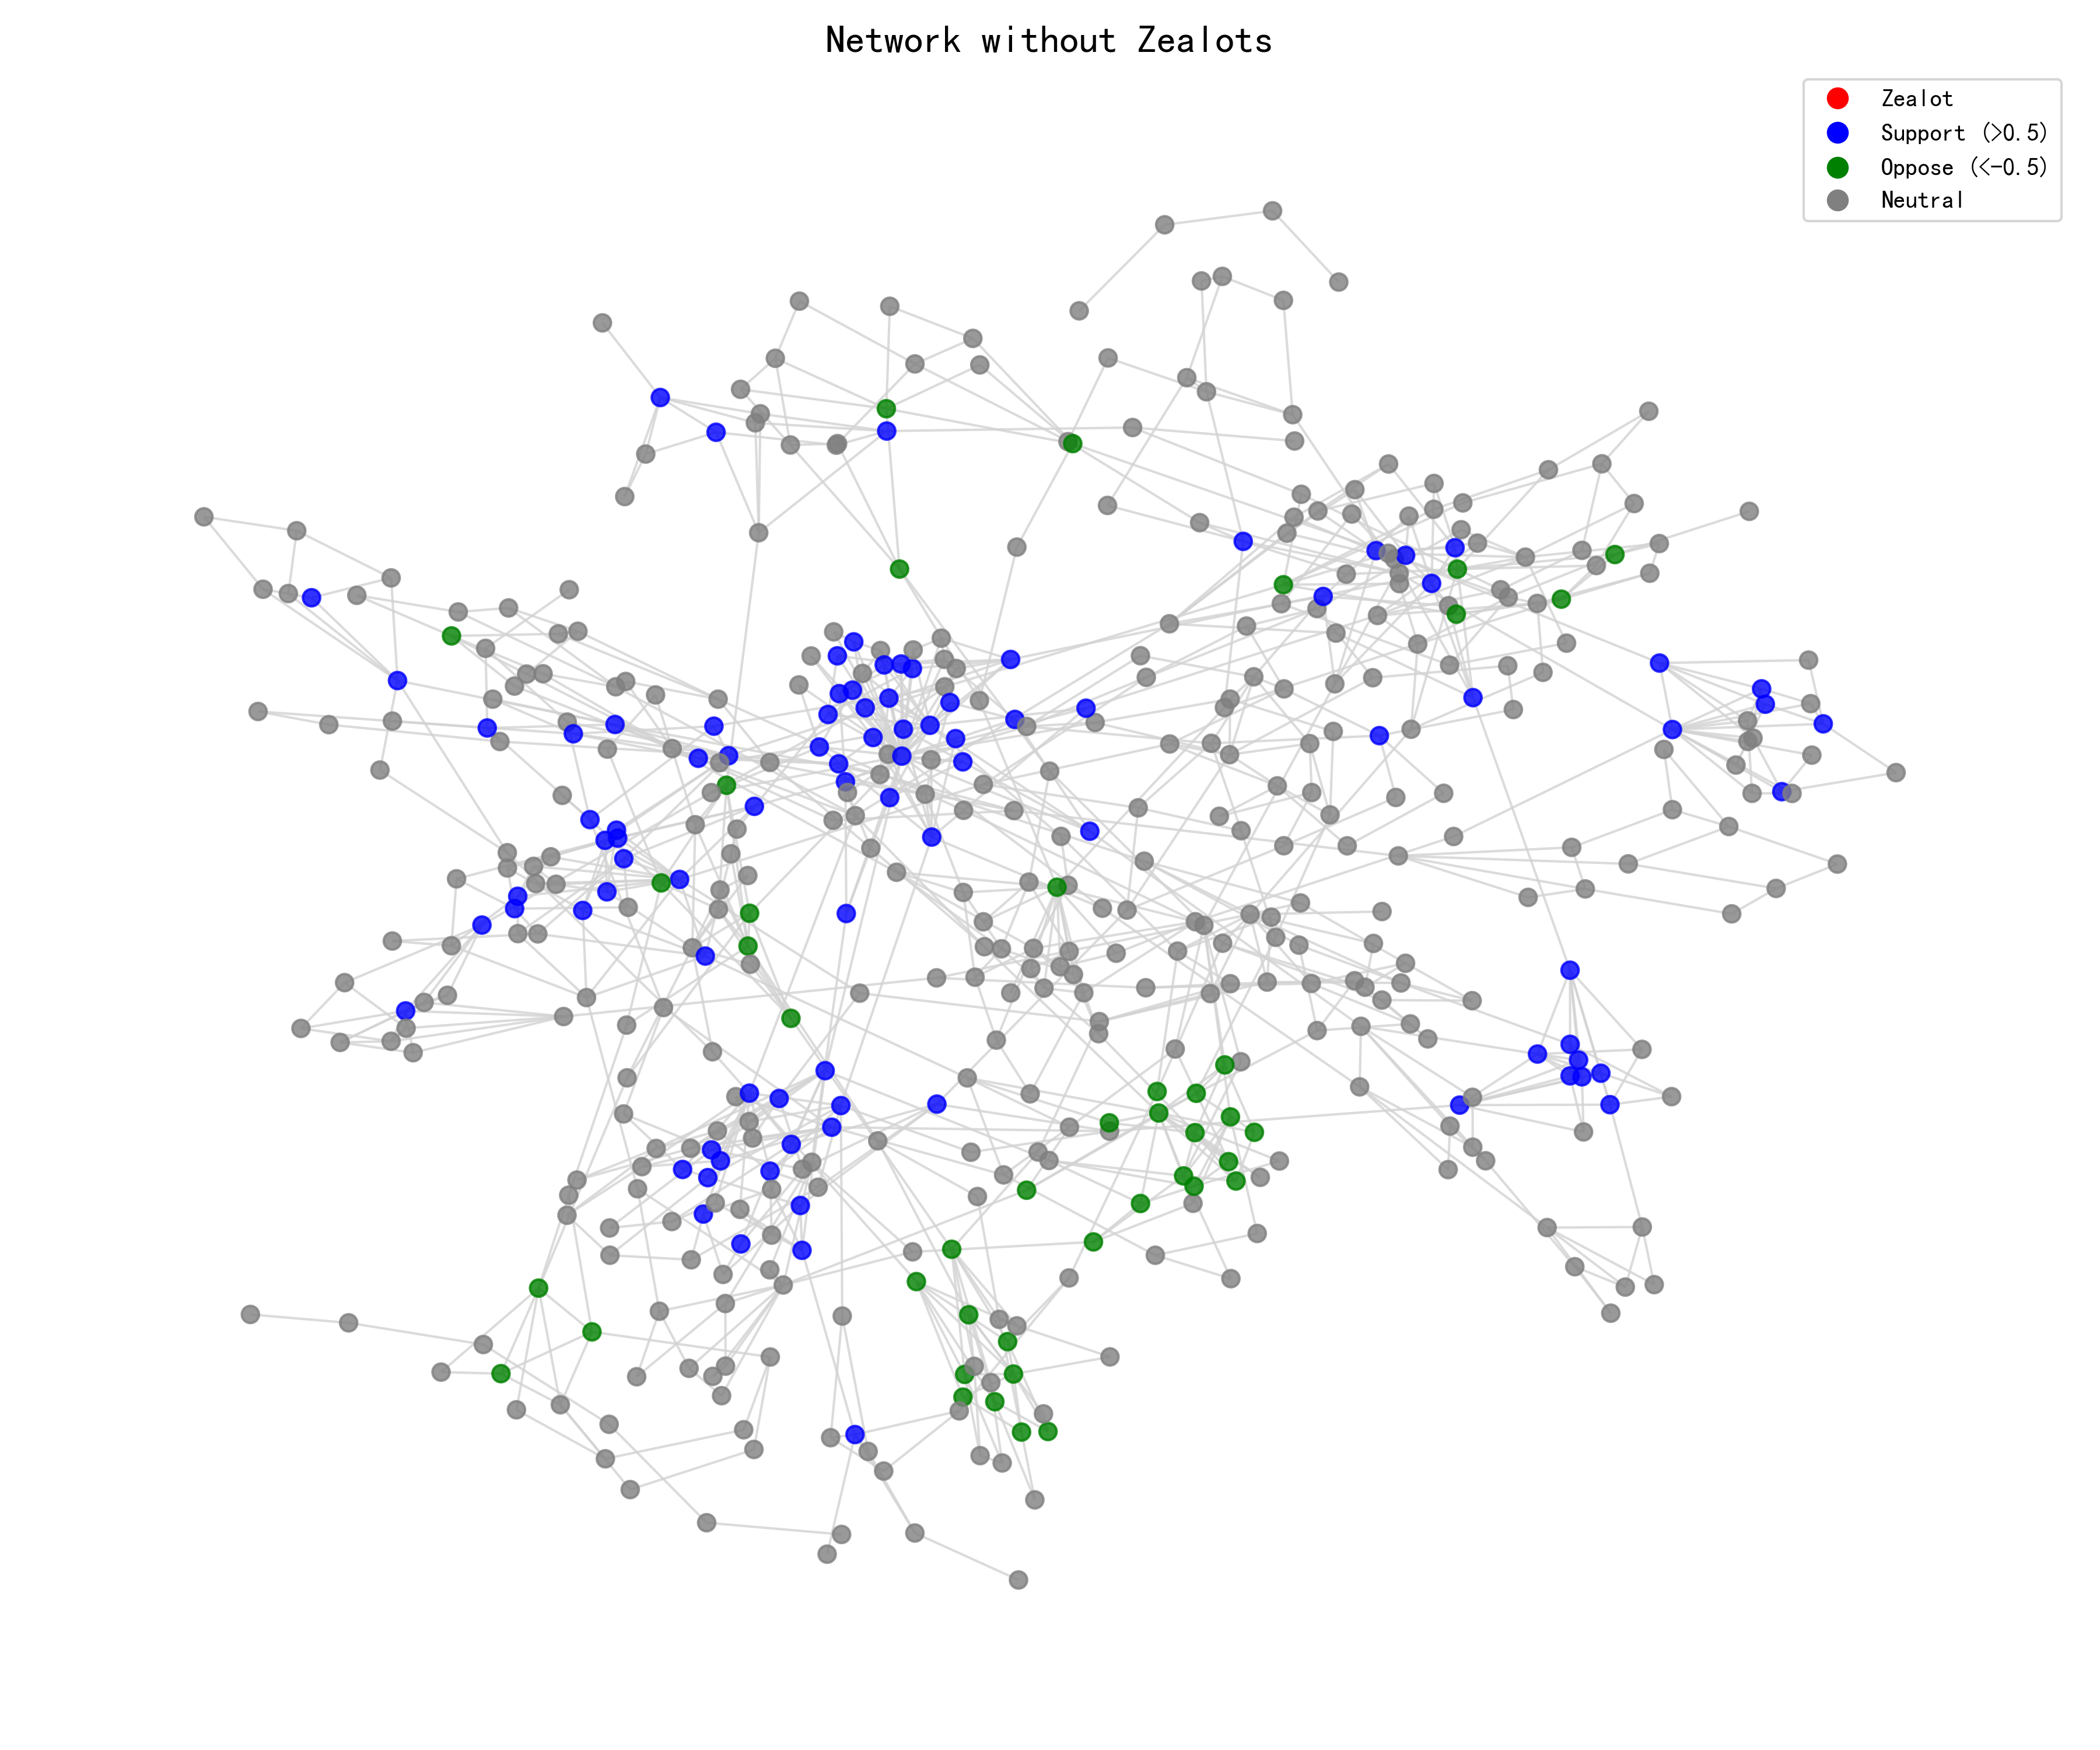 Network without Zealots
Zealot
Support (>0.5)
Oppose (<-0.5)
Neutral